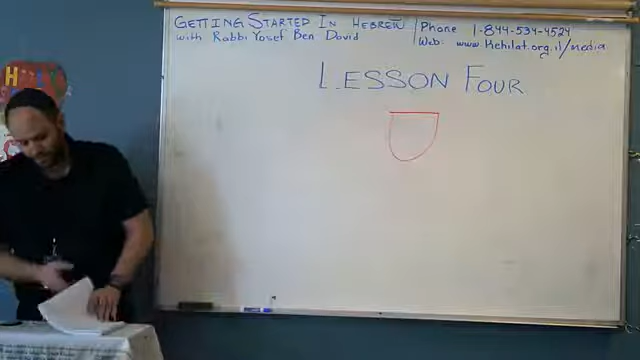 GETTING STARTED IN HEBREW
with Rabbi Yosef Ben David
Phone 1-844-534-4524
Web: www.Kehilat.org.il/media
LESSON FOUR